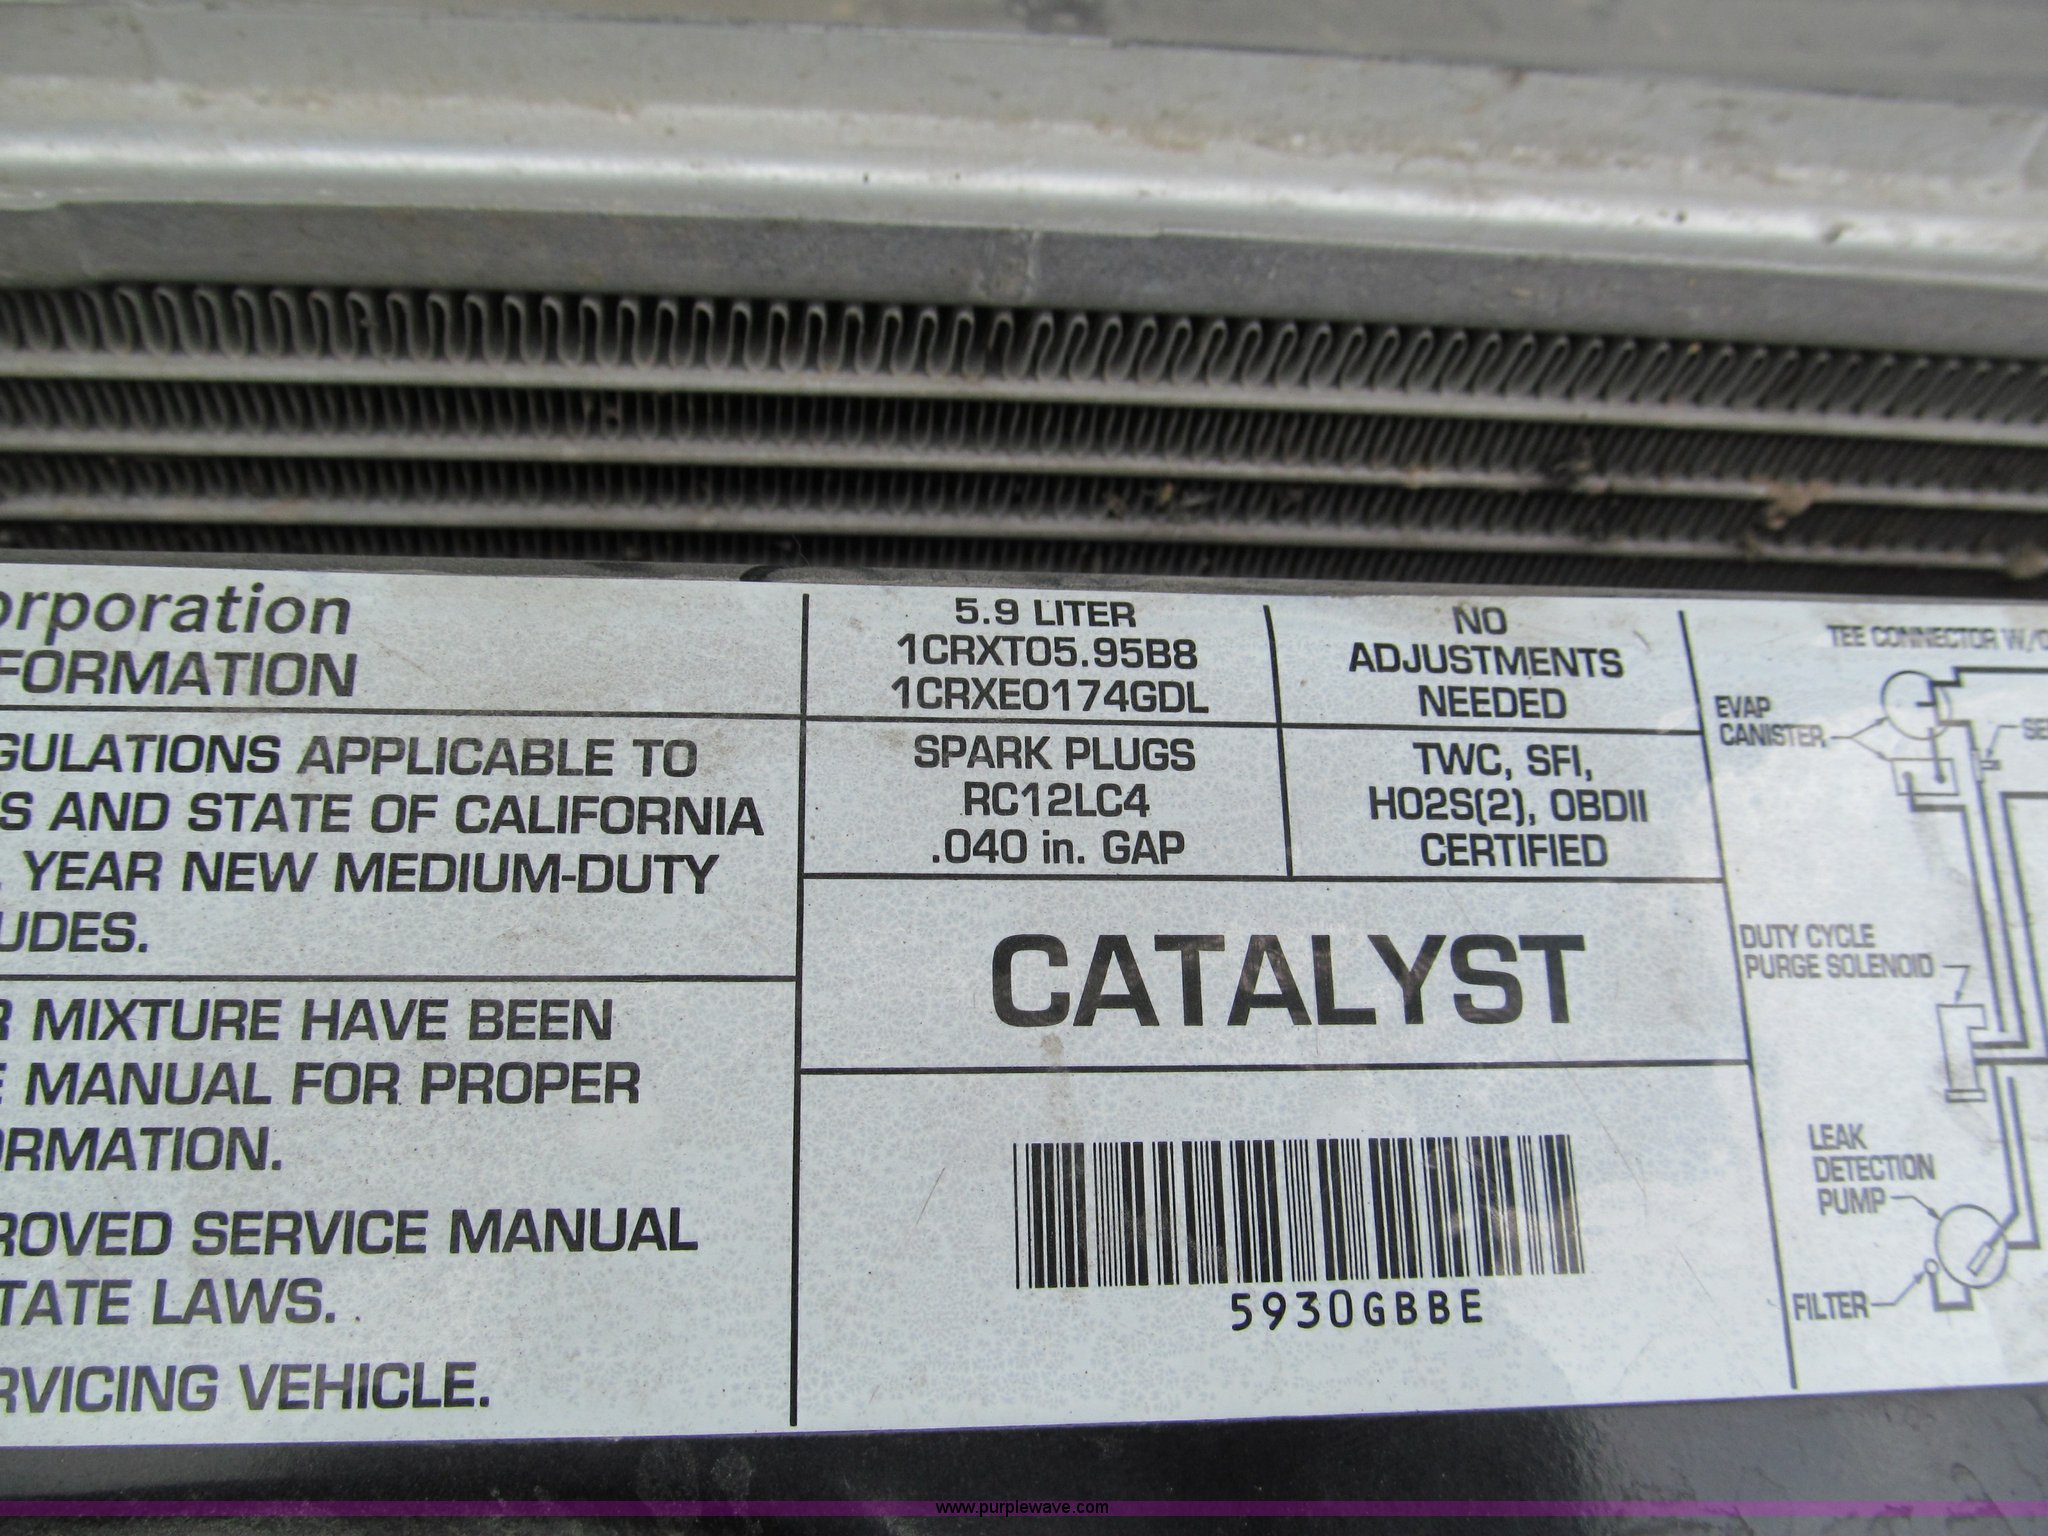 orporation
FORMATION
GULATIONS APPLICABLE TO
S AND STATE OF CALIFORNIA
YEAR NEW MEDIUM-DUTY
UDES.
R MIXTURE HAVE BEEN
E MANUAL FOR PROPER
ORMATION.
ROVED SERVICE MANUAL
TATE LAWS.
RVICING VEHICLE.
5.9 LITER
1CRXT05.95B8
1CRXE0174GDL
NO
ADJUSTMENTS
NEEDED
SPARK PLUGS
RC12LC4
.040 in. GAP
TWC, SFI,
HO2S(2), OBDII
CERTIFIED
CATALYST
5930GBBE
TEE CONNECTOR W/O
EVAP
CANISTER
SE
DUTY CYCLE
PURGE SOLENOID
LEAK
DETECTION
PUMP
FILTER
www.purplewave.com